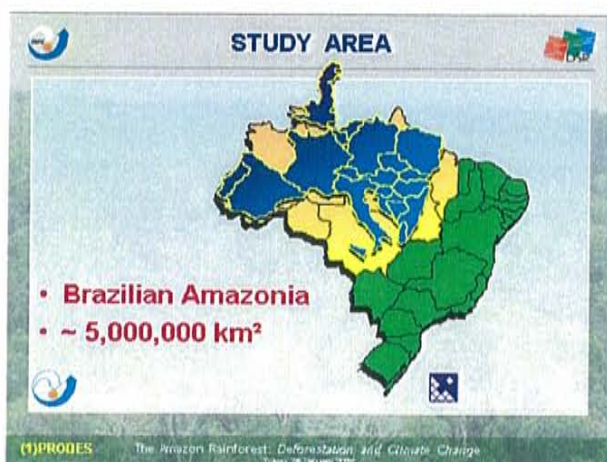 STUDY AREA
• Brazilian Amazonia
• ~ 5,000,000 km²
(1)PRODES
The Amazon Rainforest: Deforestation and Climate Change